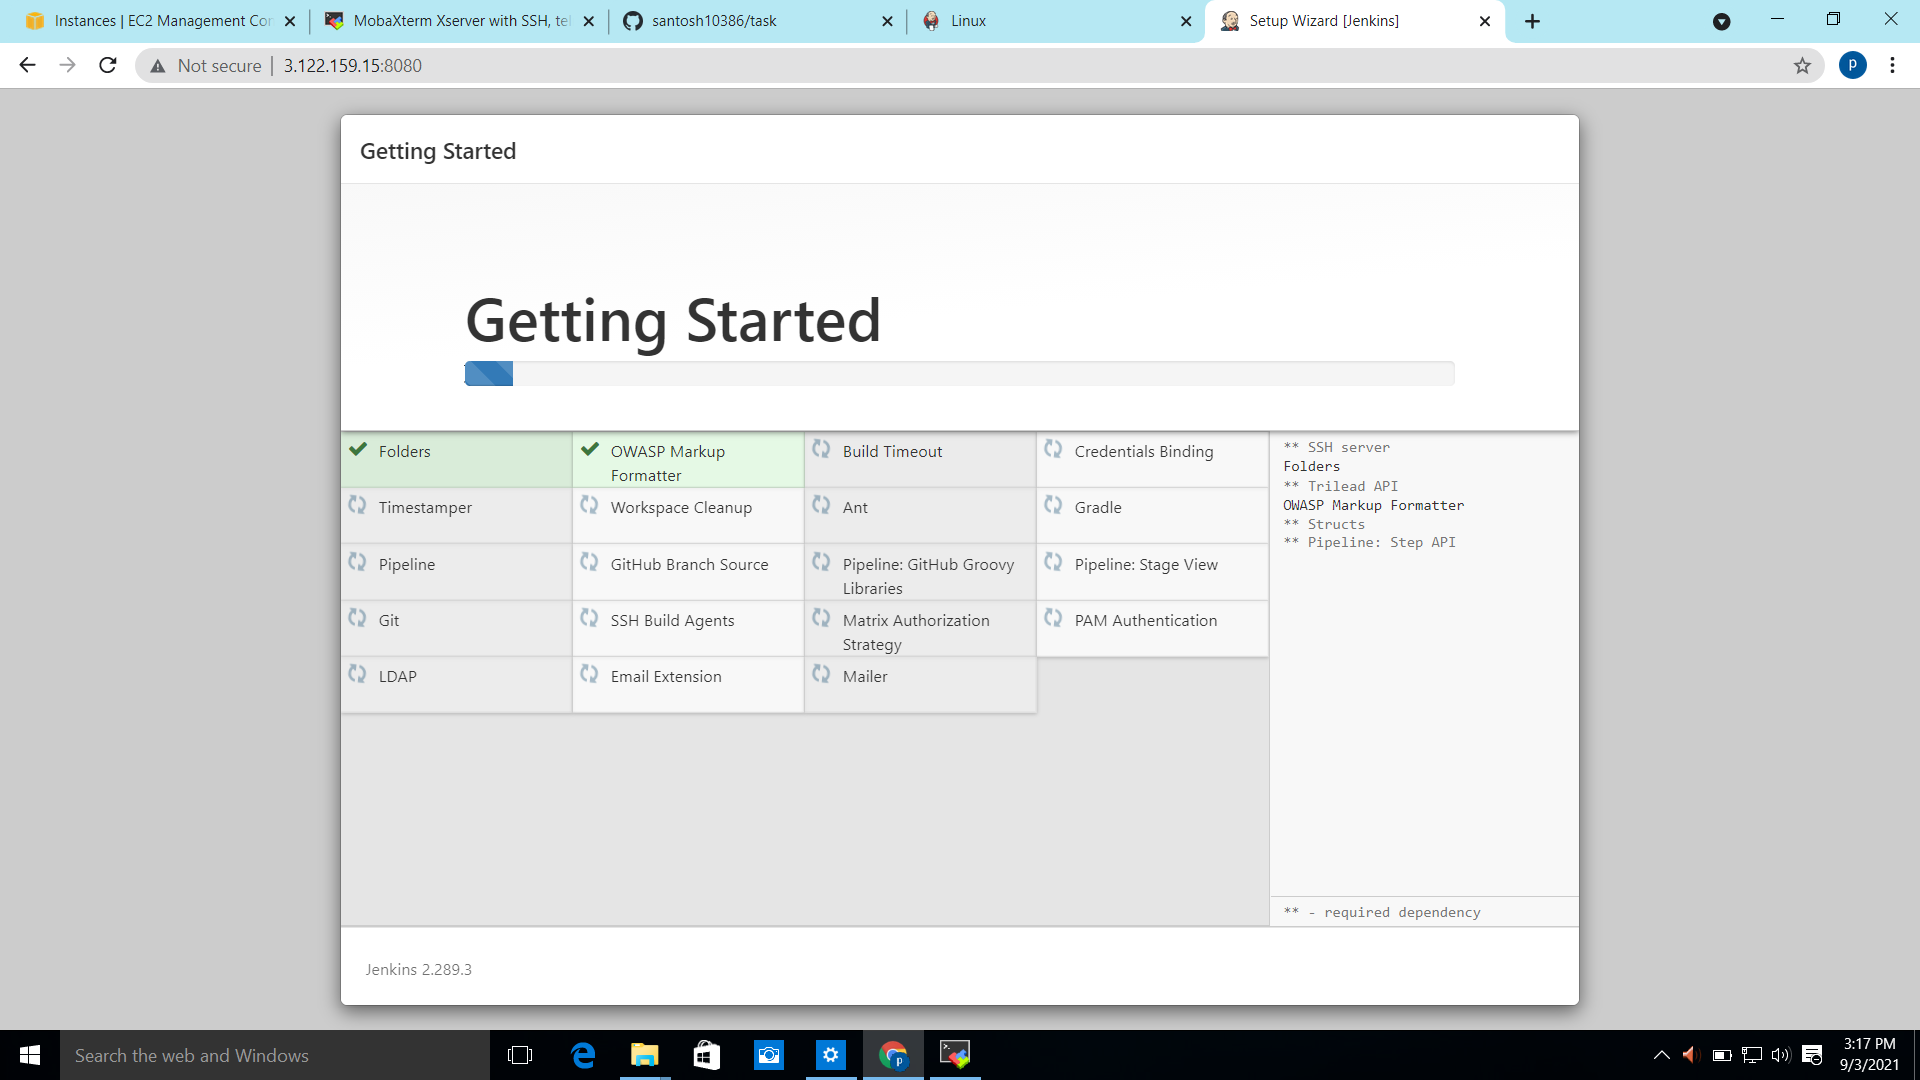 Instances | EC2 Management Con
MobaXterm Xserver with SSH, tel
santosh10386/task
Linux
Setup Wizard [Jenkins]
Not secure
3.122.159.15:8080
p
Getting Started
Getting Started
Folders
OWASP Markup
Formatter
Build Timeout
Credentials Binding
Timestamper
Workspace Cleanup
Ant
Gradle
Pipeline
GitHub Branch Source
Pipeline: GitHub Groovy
Libraries
Pipeline: Stage View
Git
SSH Build Agents
Matrix Authorization
Strategy
PAM Authentication
LDAP
Email Extension
Mailer
** SSH server
Folders
** Trilead API
OWASP Markup Formatter
** Structs
** Pipeline: Step API
** - required dependency
Jenkins 2.289.3
Search the web and Windows
p
3:17 PM
9/3/2021